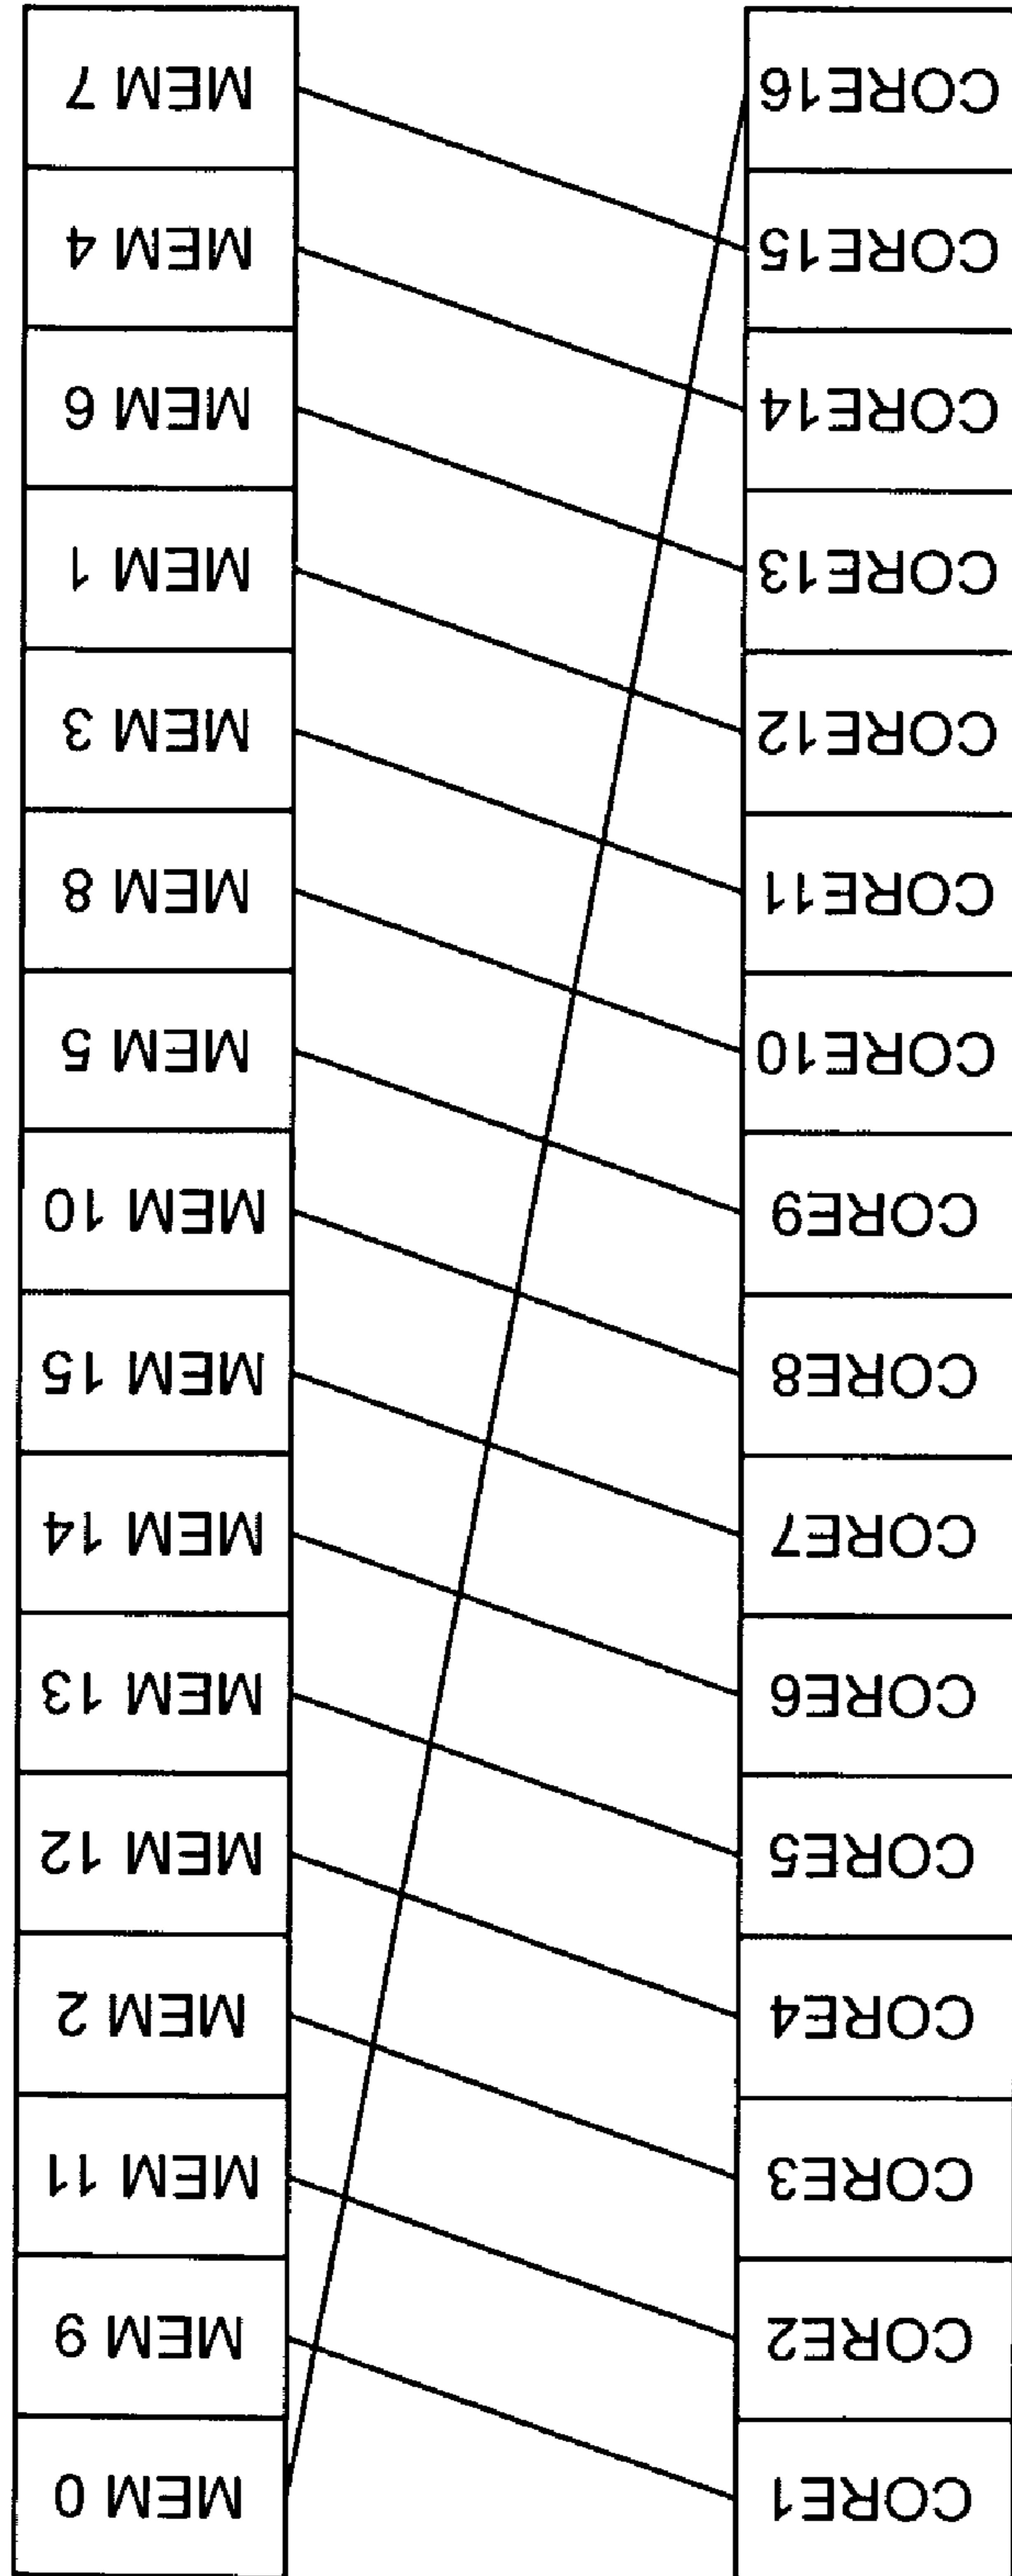 CORE1
CORE2
CORE3
CORE4
CORE5
CORE6
CORE7
CORE8
CORE9
CORE10
CORE11
CORE12
CORE13
CORE14
CORE15
CORE16
MEM 0
MEM 9
MEM 11
MEM 2
MEM 12
MEM 13
MEM 14
MEM 15
MEM 10
MEM 5
MEM 8
MEM 3
MEM 1
MEM 6
MEM 4
MEM 7